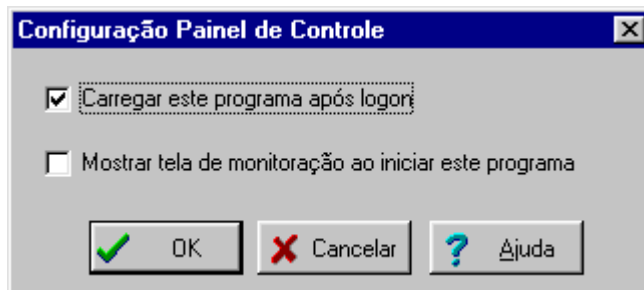 Configuração Painel de Controle
Carregar este programa após logon
Mostrar tela de monitoração ao iniciar este programa
OK Cancelar Ajuda